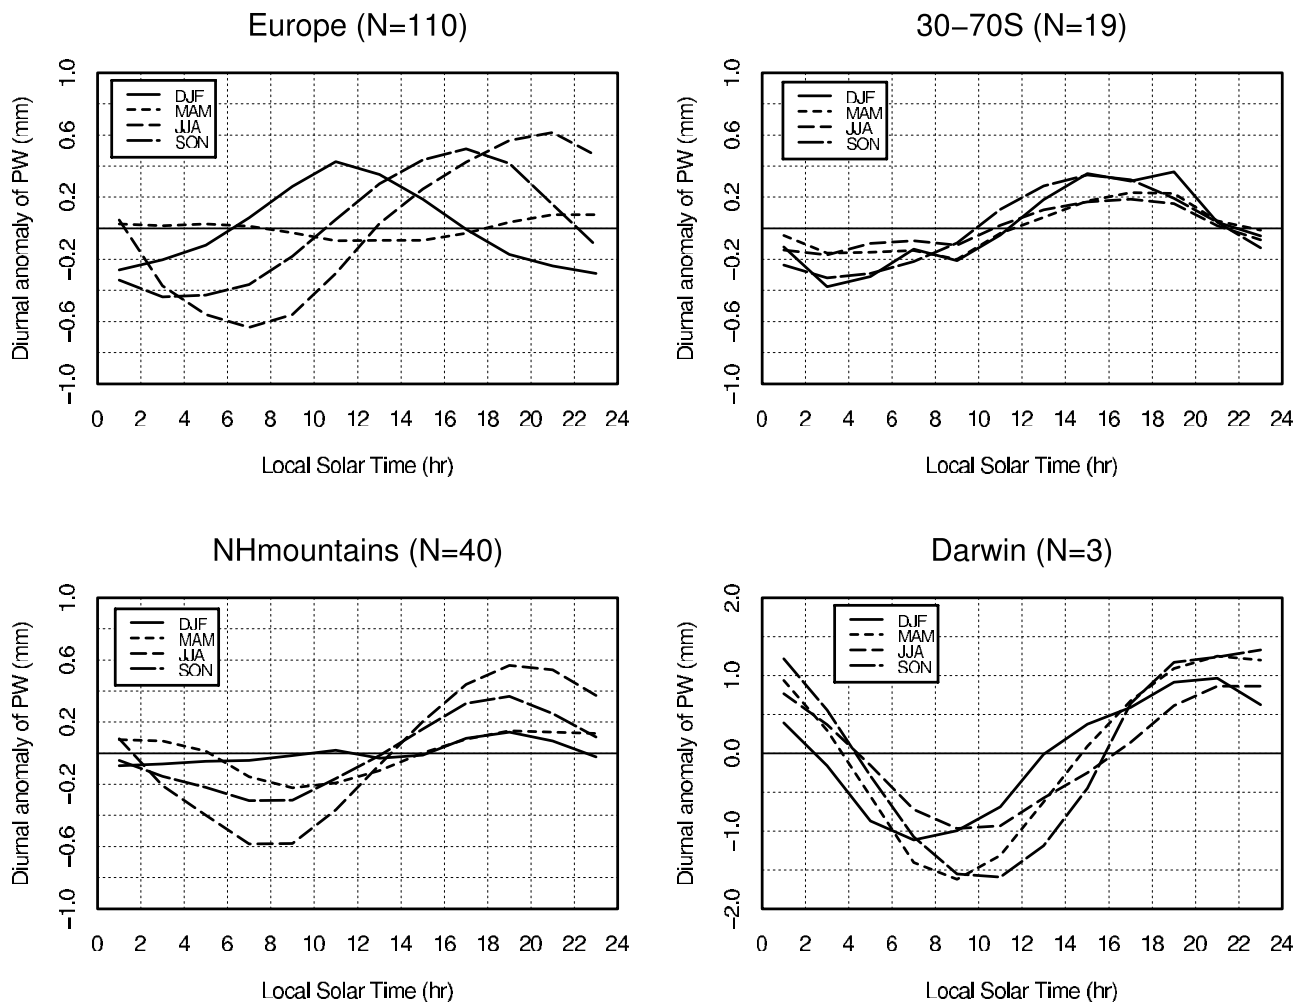 Europe (N=110)
Diurnal anomaly of PW (mm)
1.0
0.6
0.2
−0.2
−0.6
−1.0
DJF
MAM
JJA
SON
0 2 4 6 8 10 12 14 16 18 20 22 24
Local Solar Time (hr)
30−70S (N=19)
Diurnal anomaly of PW (mm)
1.0
0.6
0.2
−0.2
−0.6
−1.0
DJF
MAM
JJA
SON
0 2 4 6 8 10 12 14 16 18 20 22 24
Local Solar Time (hr)
NHmountains (N=40)
Diurnal anomaly of PW (mm)
1.0
0.6
0.2
−0.2
−0.6
−1.0
DJF
MAM
JJA
SON
0 2 4 6 8 10 12 14 16 18 20 22 24
Local Solar Time (hr)
Darwin (N=3)
Diurnal anomaly of PW (mm)
2.0
1.0
0.0
−1.0
−2.0
DJF
MAM
JJA
SON
0 2 4 6 8 10 12 14 16 18 20 22 24
Local Solar Time (hr)